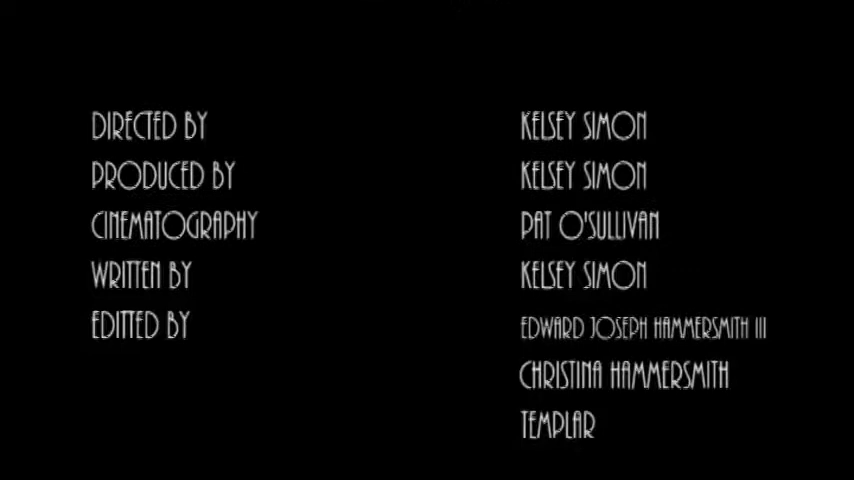 DIRECTED BY KELSEY SIMON
PRODUCED BY KELSEY SIMON
CINEMATOGRAPHY PAT O'SULLIVAN
WRITTEN BY KELSEY SIMON
EDITTED BY EDWARD JOSEPH HAMMERSMITH III
CHRISTINA HAMMERSMITH
TEMPLAR